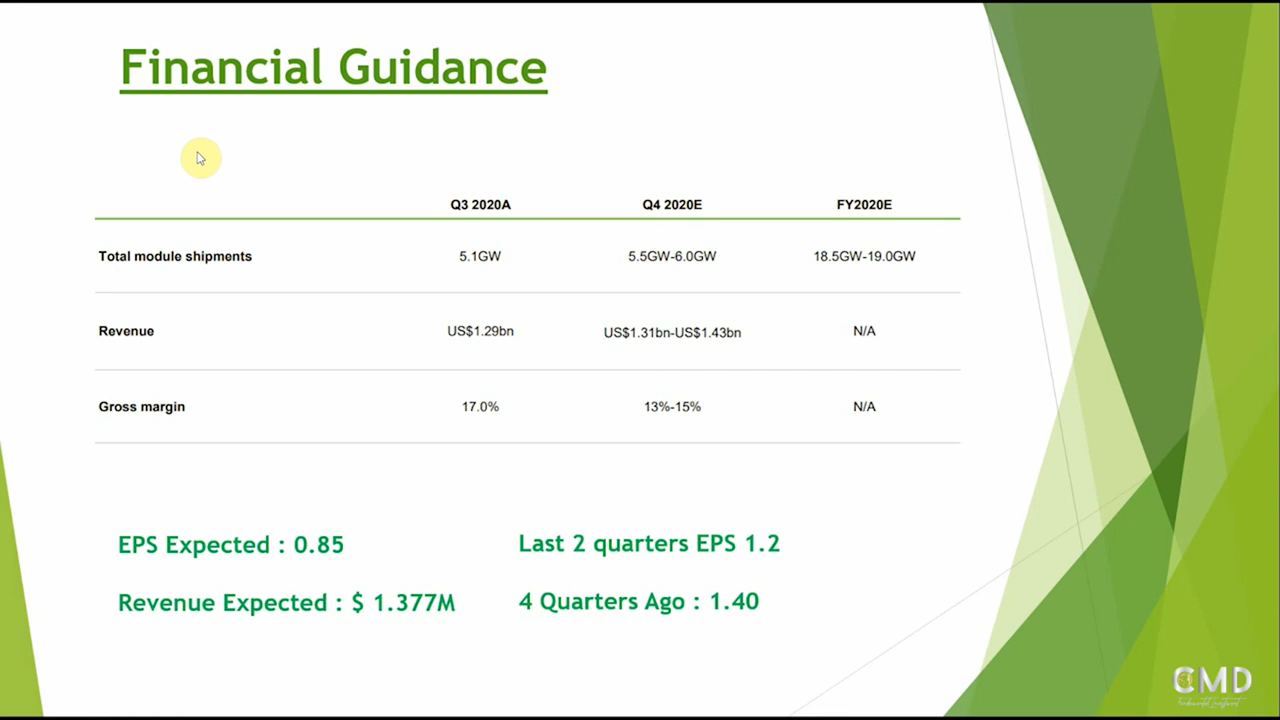 Financial Guidance
Q3 2020A Q4 2020E FY2020E
Total module shipments 5.1GW 5.5GW-6.0GW 18.5GW-19.0GW
Revenue US$1.29bn US$1.31bn-US$1.43bn N/A
Gross margin 17.0% 13%-15% N/A
EPS Expected : 0.85 Last 2 quarters EPS 1.2
Revenue Expected : $ 1.377M 4 Quarters Ago : 1.40
CMD